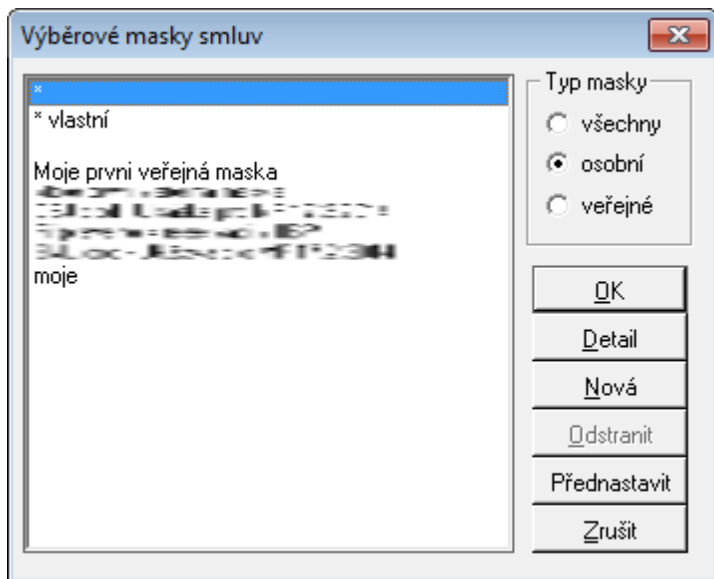 Výběrové masky smluv
*
* vlastní
Moje prvni veřejná maska
moje
Typ masky
všechny
osobní
veřejné
OK
Detail
Nová
Odstranit
Přednastavit
Zrušit